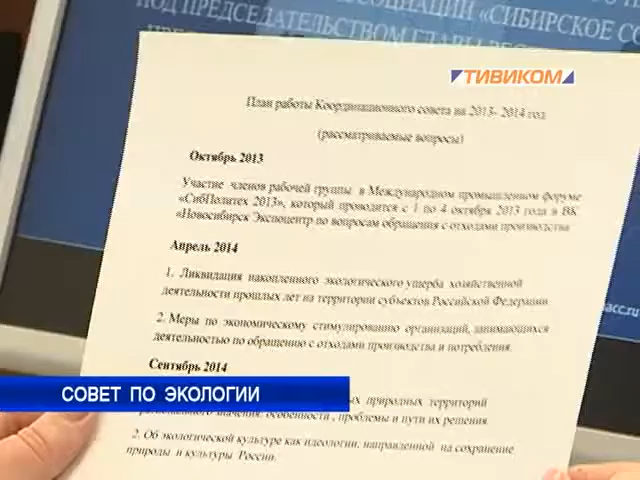 АССОЦИАЦИИ «СИБИРСКОЕ
ПОД ПРЕДСЕДАТЕЛЬСТВОМ ГЛАВЫ
ТИВИКОМ
План работы Координационного совета на 2013- 2014 год
(рассматриваемые вопросы)
Октябрь 2013
Участие членов рабочей группы в Международном промышленном форуме
«СибПолитех 2013», который проводится с 1 по 4 октября 2013 года в ВК
«Новосибирск Экспоцентр по вопросам обращения с отходами производства
Апрель 2014
1. Ликвидация накопленного экологического ущерба хозяйственной
деятельности прошлых лет на территории субъектов Российской Федерации
2. Меры по экономическому стимулированию организаций, занимающихся
деятельностью по обращению с отходами производства и потребления.
Сентябрь 2014
природных территорий
значения: особенности , проблемы и пути их решения
2. Об экологической культуре как идеологии, направленной на сохранение
природы и культуры России.
СОВЕТ ПО ЭКОЛОГИИ